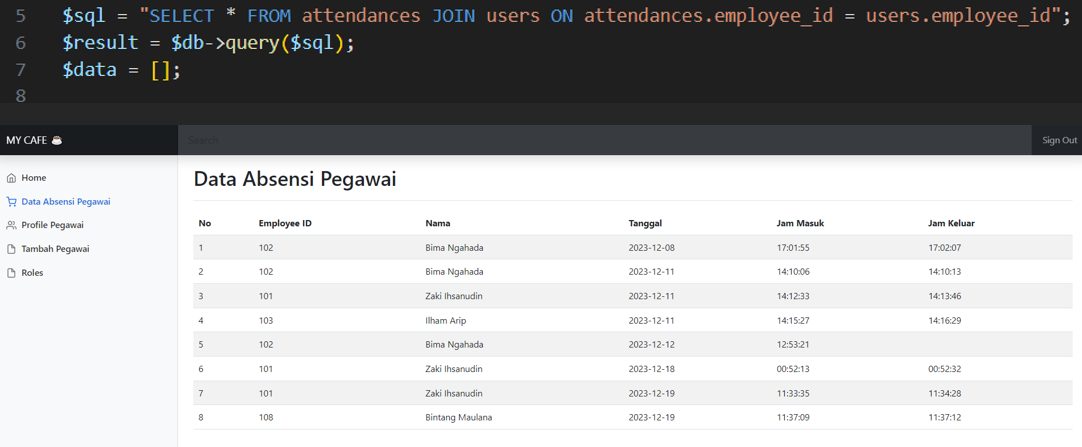 5 $sql = "SELECT * FROM attendances JOIN users ON attendances.employee_id = users.employee_id";
6 $result = $db->query($sql);
7 $data = [];
8
MY CAFE ☕ Search Sign Out
Home
Data Absensi Pegawai
Profile Pegawai
Tambah Pegawai
Roles
Data Absensi Pegawai
No Employee ID Nama Tanggal Jam Masuk Jam Keluar
1 102 Bima Ngahada 2023-12-08 17:01:55 17:02:07
2 102 Bima Ngahada 2023-12-11 14:10:06 14:10:13
3 101 Zaki Ihsanudin 2023-12-11 14:12:33 14:13:46
4 103 Ilham Arip 2023-12-11 14:15:27 14:16:29
5 102 Bima Ngahada 2023-12-12 12:53:21
6 101 Zaki Ihsanudin 2023-12-18 00:52:13 00:52:32
7 101 Zaki Ihsanudin 2023-12-19 11:33:35 11:34:28
8 108 Bintang Maulana 2023-12-19 11:37:09 11:37:12